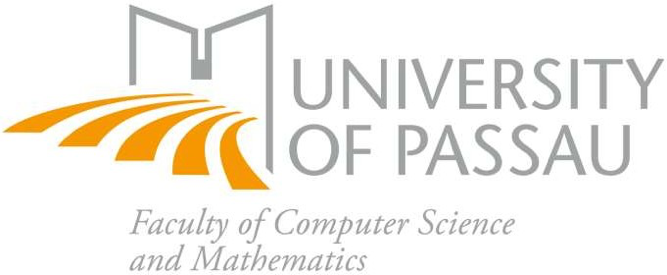 UNIVERSITY
OF PASSAU
Faculty of Computer Science
and Mathematics